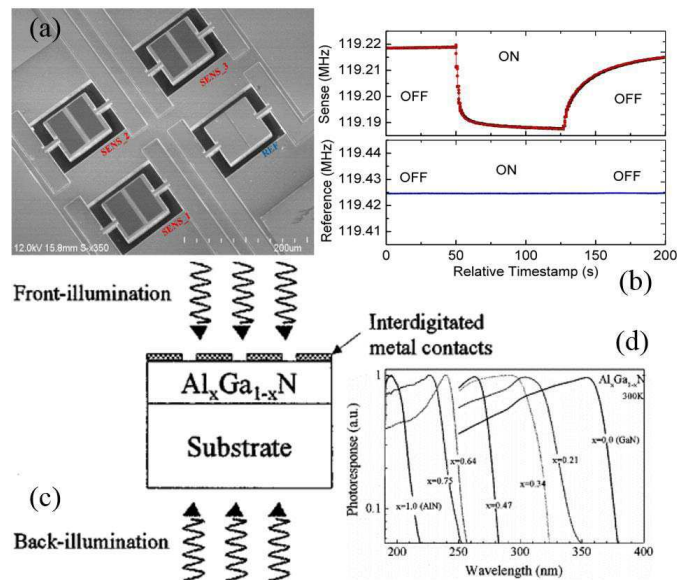 (a)
SENS_3
SENS_2
REF
SENS_1
12.0kV 15.8mm S-x350
200um
(b)
Sense (MHz)
119.22
119.21
119.20
119.19
OFF
ON
OFF
Reference (MHz)
119.44
119.43
119.42
119.41
OFF
ON
OFF
0
50
100
150
200
Relative Timestamp (s)
(c)
Front-illumination
Interdigitated
metal contacts
AlxGa1-xN
Substrate
Back-illumination
(d)
Photoresponse (a.u.)
1
0.1
AlxGa1-xN
300K
x=0.0 (GaN)
x=0.64
x=0.21
x=0.75
x=0.34
x=0.47
x=1.0 (AlN)
200
250
300
350
400
Wavelength (nm)